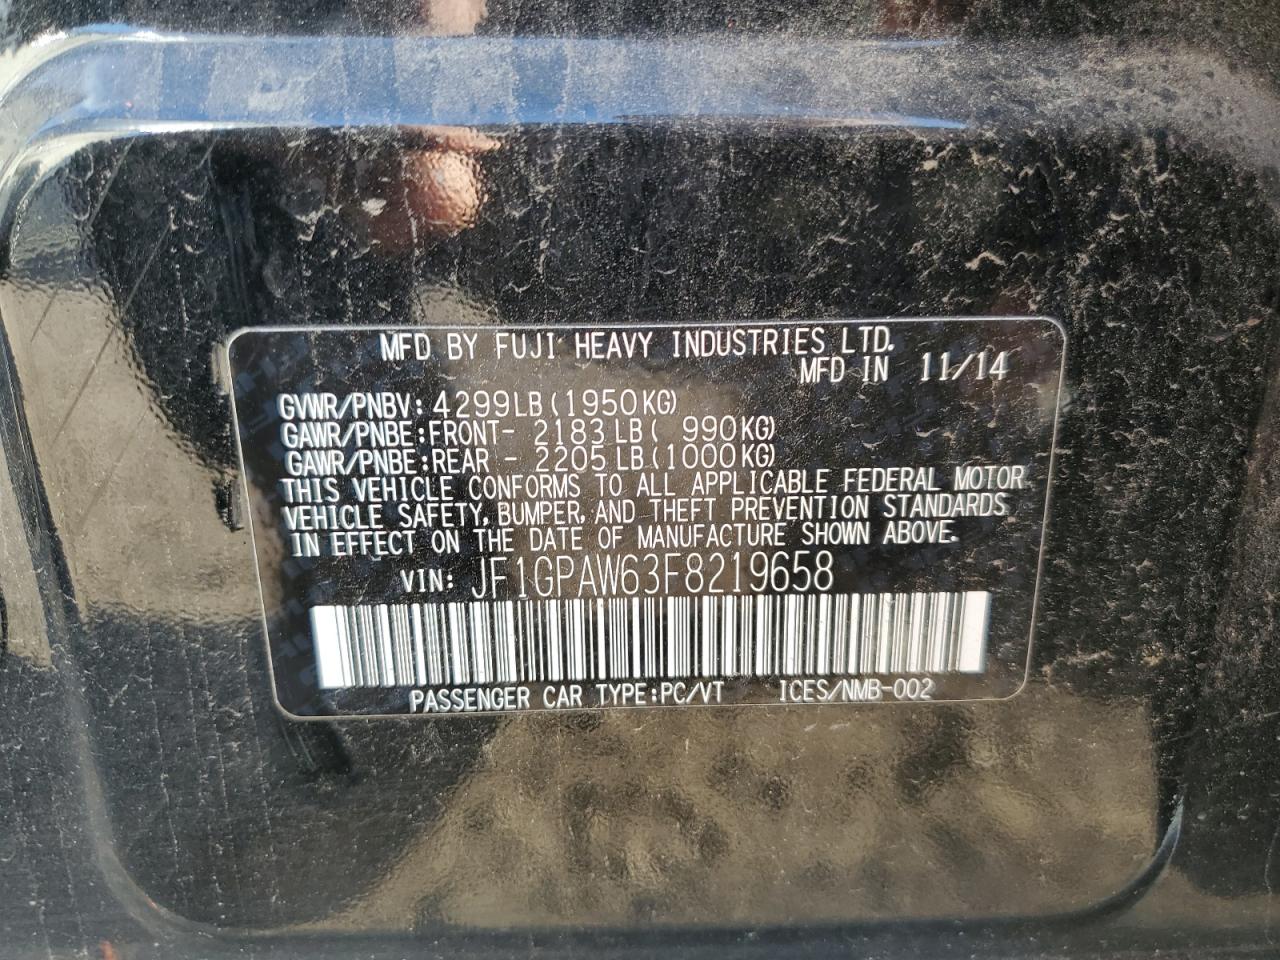 MFD BY FUJI HEAVY INDUSTRIES LTD.
MFD IN 11/14
GVWR/PNBV: 4299LB(1950KG)
GAWR/PNBE:FRONT- 2183LB( 990KG)
GAWR/PNBE:REAR - 2205LB(1000KG)
THIS VEHICLE CONFORMS TO ALL APPLICABLE FEDERAL MOTOR
VEHICLE SAFETY, BUMPER, AND THEFT PREVENTION STANDARDS
IN EFFECT ON THE DATE OF MANUFACTURE SHOWN ABOVE.
VIN: JF1GPAW63F8219658
PASSENGER CAR TYPE:PC/VT ICES/NMB-002